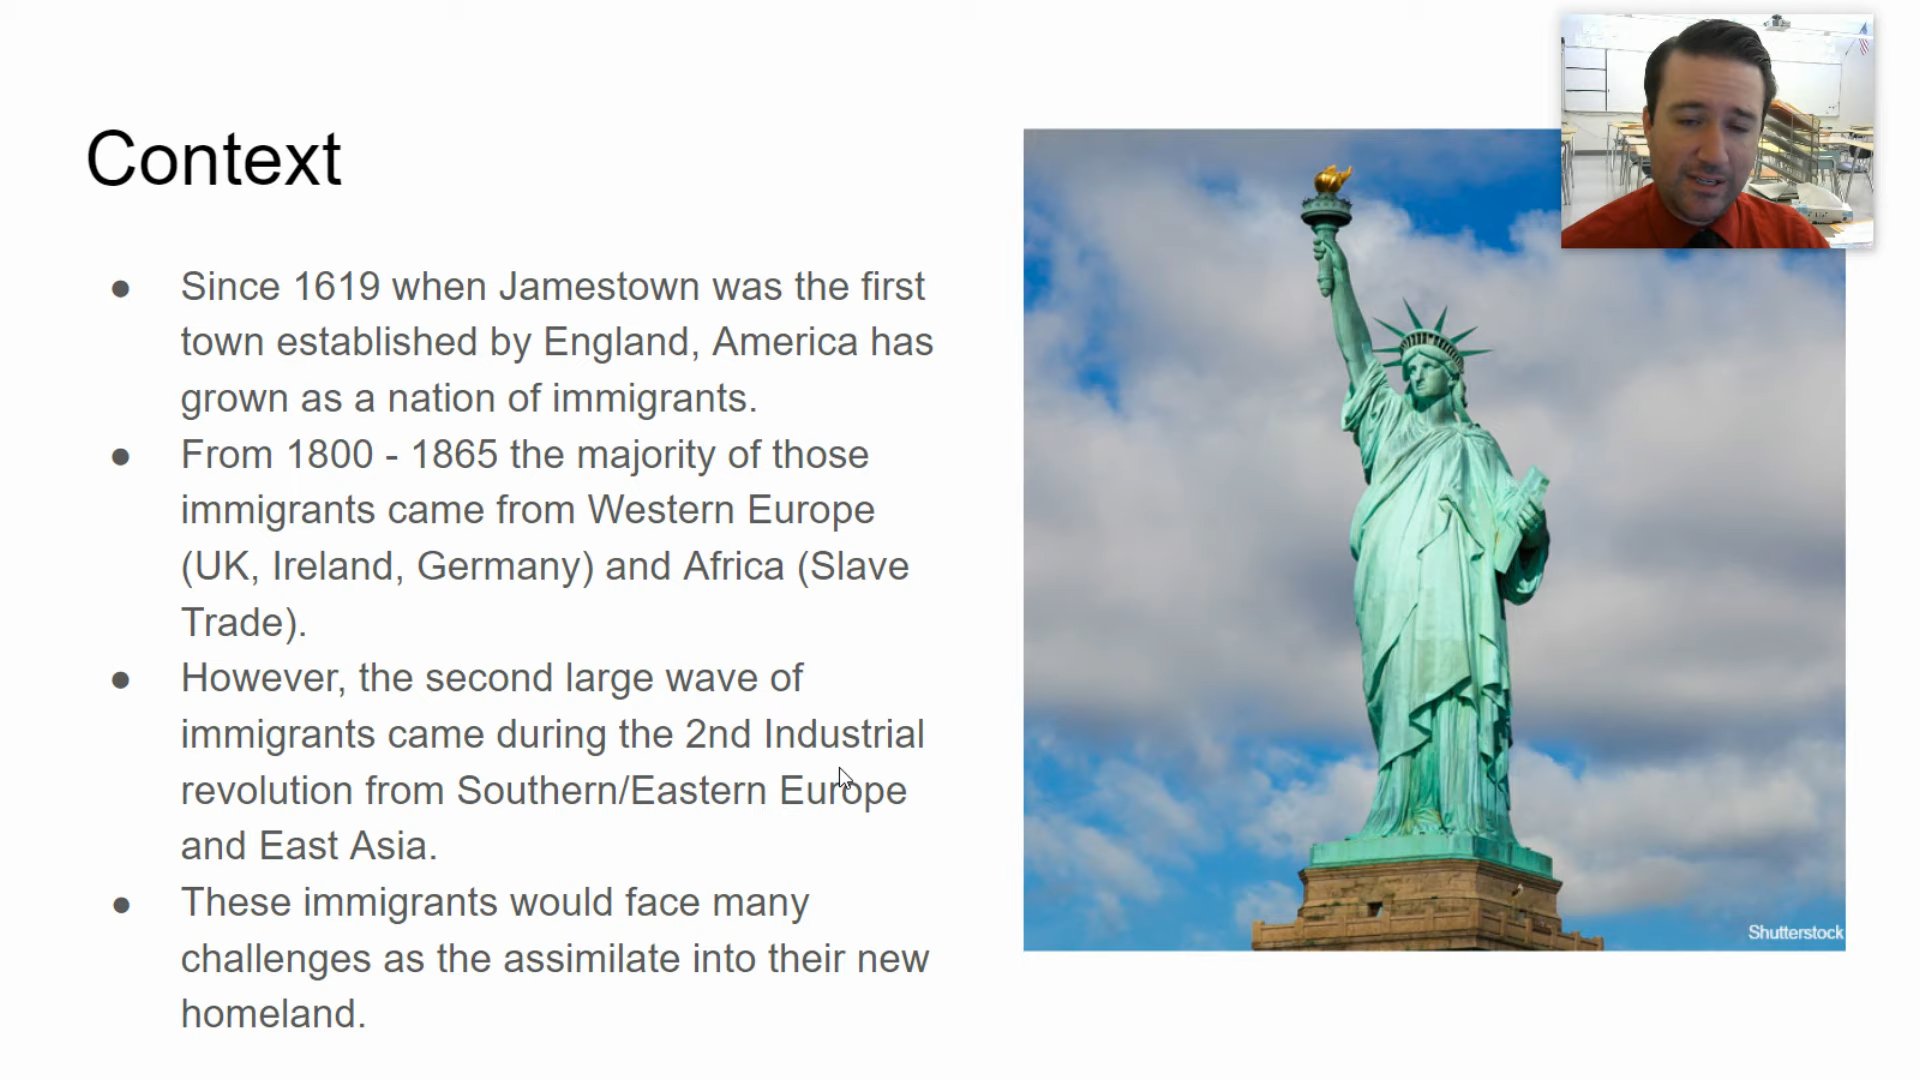 Context
● Since 1619 when Jamestown was the first
town established by England, America has
grown as a nation of immigrants.
● From 1800 - 1865 the majority of those
immigrants came from Western Europe
(UK, Ireland, Germany) and Africa (Slave
Trade).
● However, the second large wave of
immigrants came during the 2nd Industrial
revolution from Southern/Eastern Europe
and East Asia.
● These immigrants would face many
challenges as the assimilate into their new
homeland.
Shutterstock